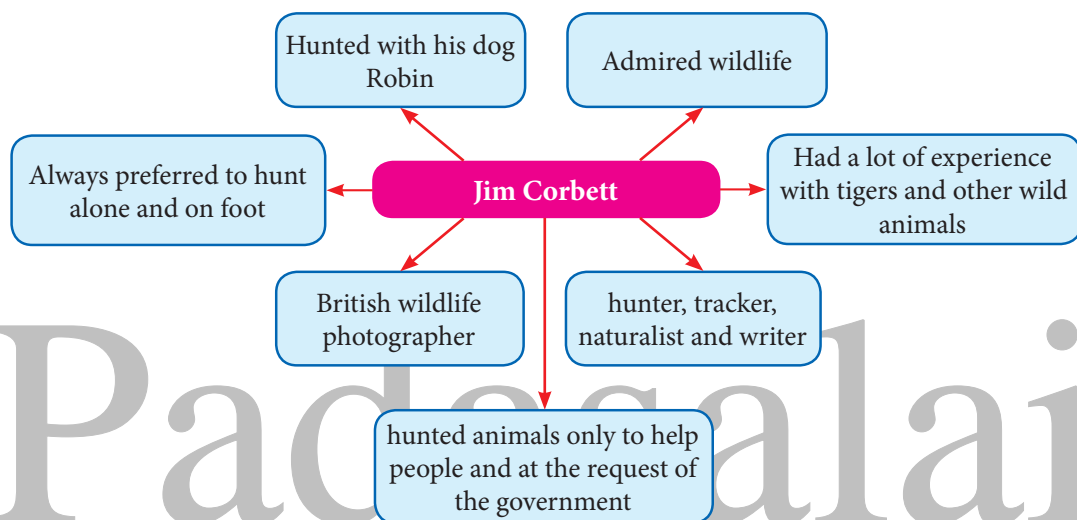 Hunted with his dog
Robin
Admired wildlife
Always preferred to hunt
alone and on foot
Jim Corbett
Had a lot of experience
with tigers and other wild
animals
British wildlife
photographer
hunter, tracker,
naturalist and writer
hunted animals only to help
people and at the request of
the government
Padasalai